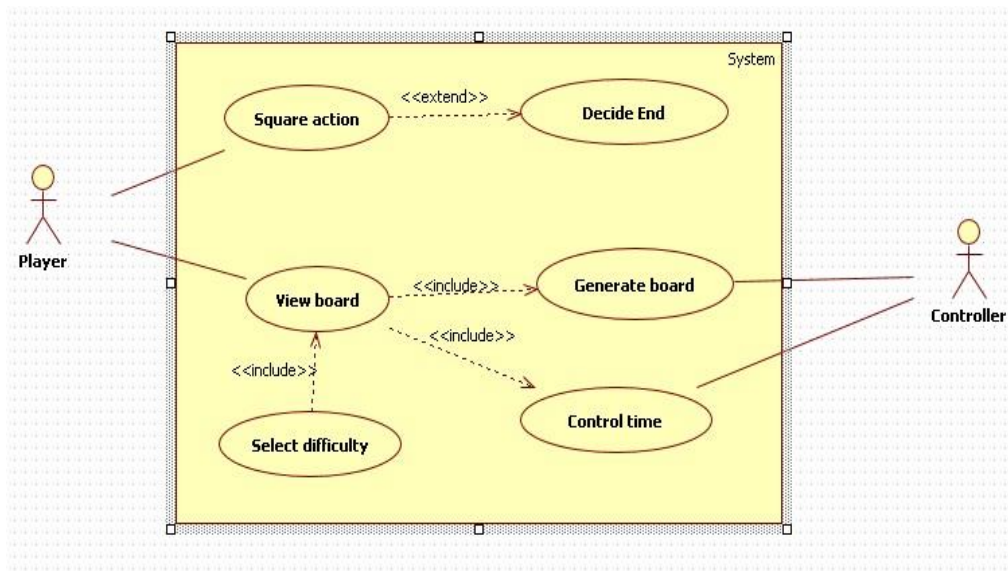 System
<<extend>>
Square action
Decide End
Player
View board
<<include>>
Generate board
Controller
<<include>>
<<include>>
Control time
Select difficulty